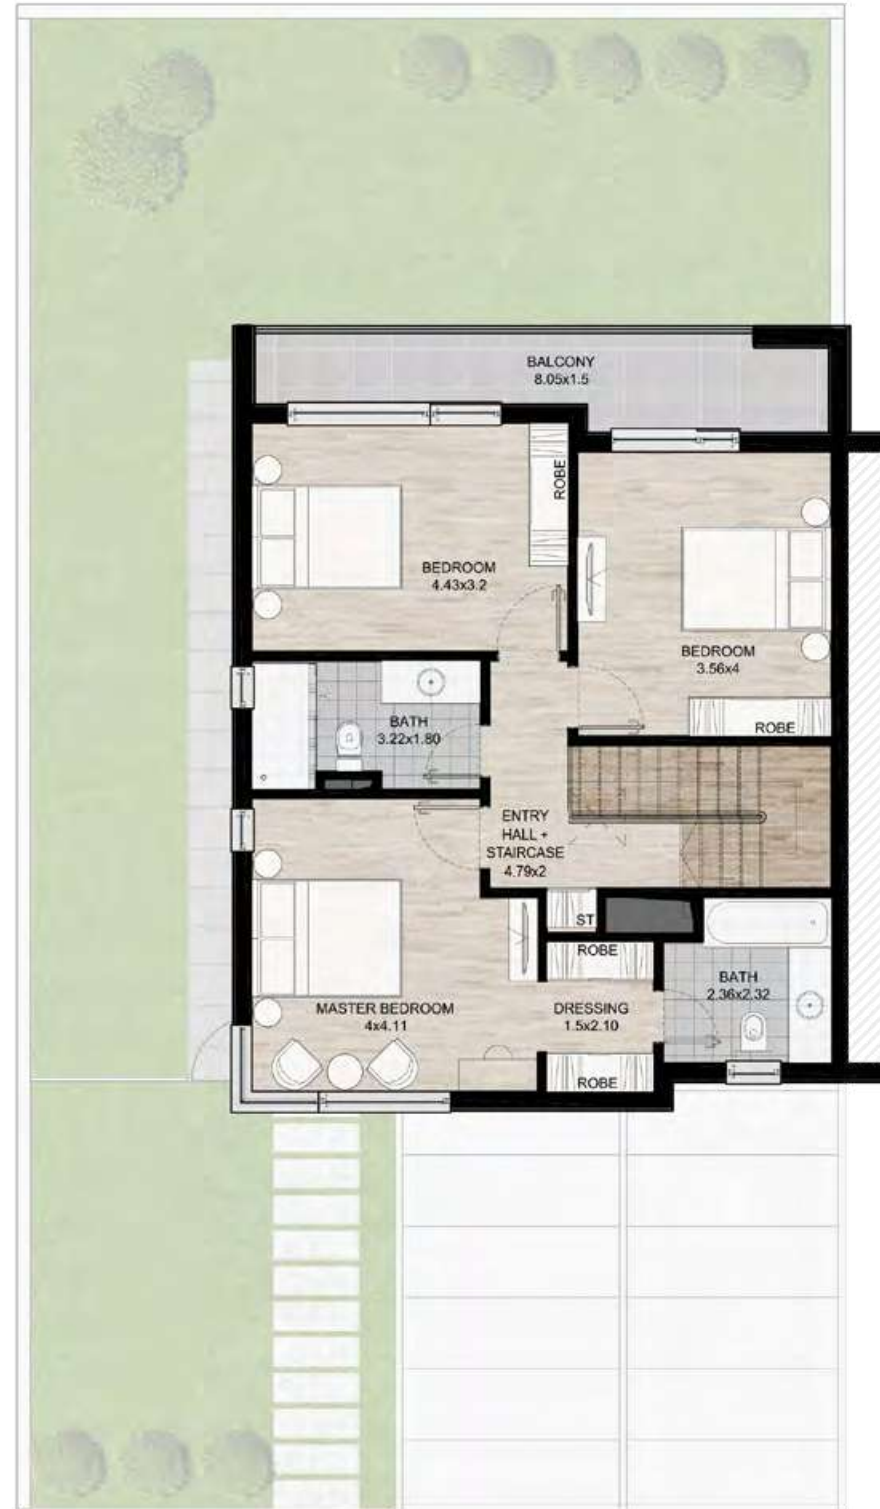 BALCONY
8.05x1.5
ROBE
BEDROOM
4.43x3.2
BEDROOM
3.56x4
ROBE
BATH
3.22x1.80
ENTRY
HALL +
STAIRCASE
4.79x2
ST
ROBE
BATH
2.36x2.32
MASTER BEDROOM
4x4.11
DRESSING
1.5x2.10
ROBE